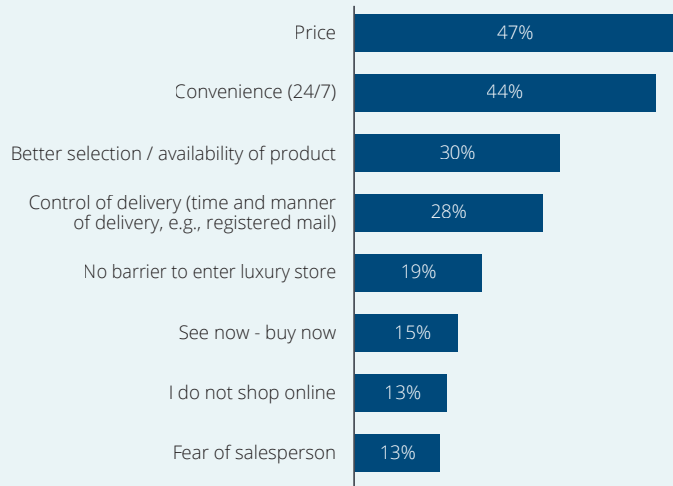 Price 47%
Convenience (24/7) 44%
Better selection / availability of product 30%
Control of delivery (time and manner
of delivery, e.g., registered mail) 28%
No barrier to enter luxury store 19%
See now - buy now 15%
I do not shop online 13%
Fear of salesperson 13%